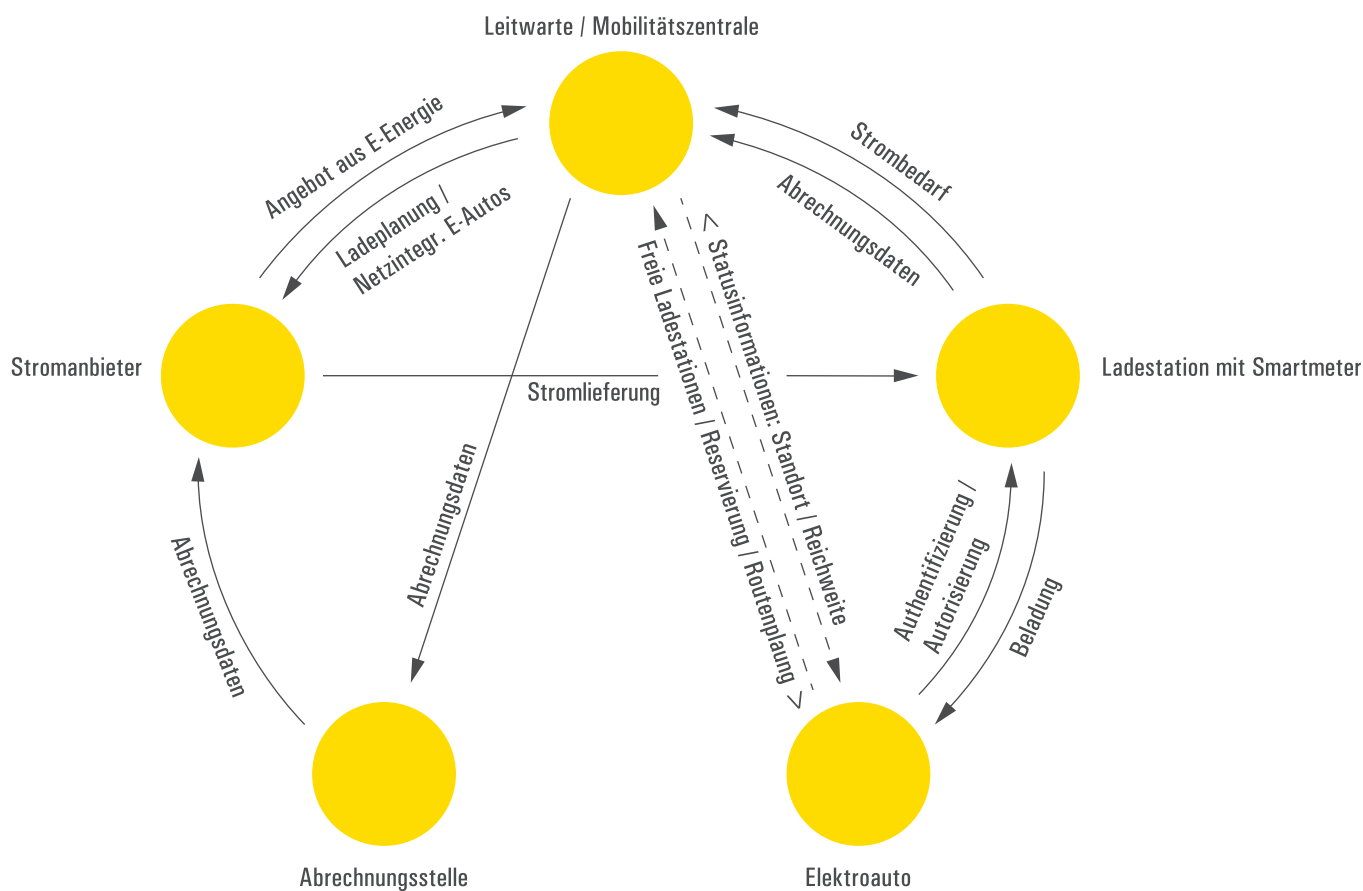 Leitwarte / Mobilitätszentrale
Angebot aus E-Energie
Ladeplanung /
Netzintegr. E-Autos
Strombedarf
Abrechnungsdaten
Stromanbieter
Stromlieferung
Ladestation mit Smartmeter
Freie Ladestationen / Reservierung / Routenplaung >
< Statusinformationen: Standort / Reichweite
Abrechnungsdaten
Abrechnungsdaten
Authentifizierung /
Autorisierung
Beladung
Abrechnungsstelle
Elektroauto